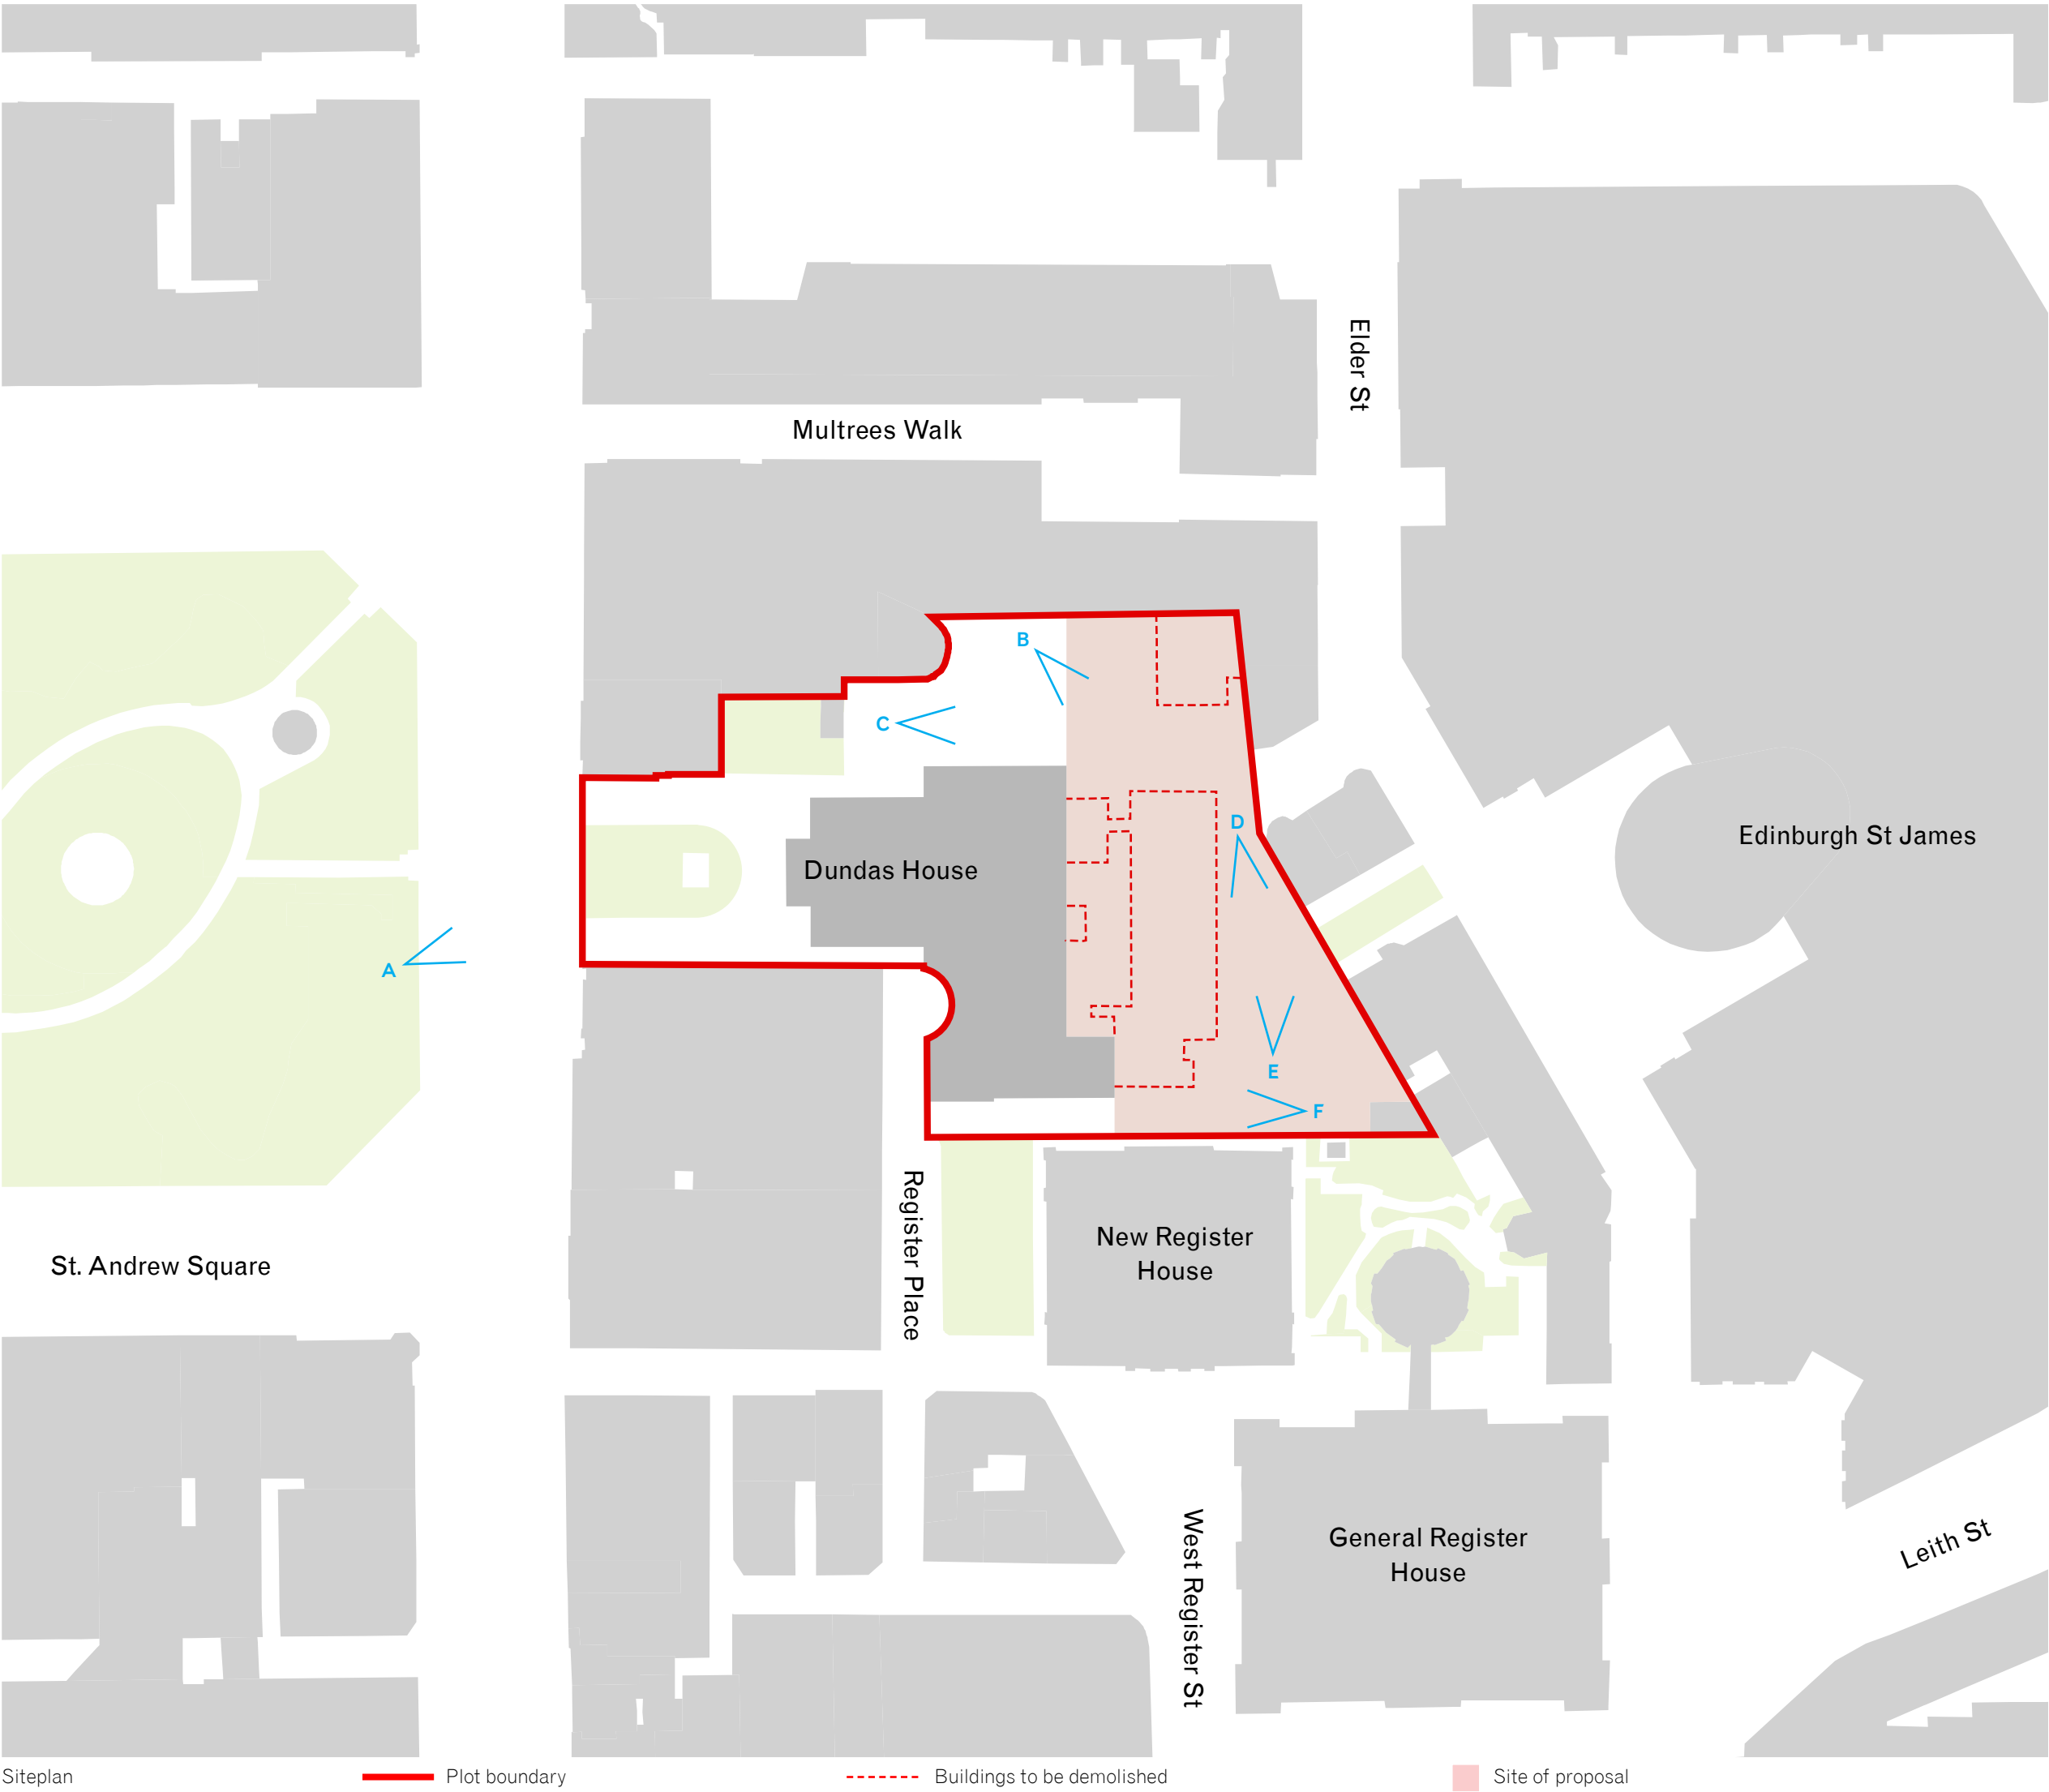 Elder St
Multrees Walk
B
C
D
Edinburgh St James
Dundas House
A
E
F
Register Place
New Register
House
St. Andrew Square
West Register St
General Register
House
Leith St
Siteplan
Plot boundary
Buildings to be demolished
Site of proposal